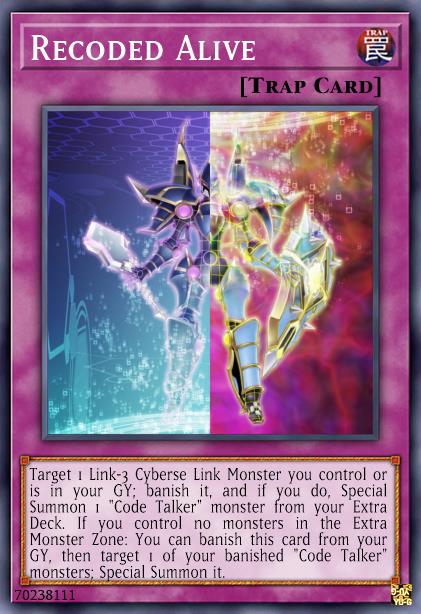 Recoded Alive
TRAP
罠
[Trap Card]
Target 1 Link-3 Cyberse Link Monster you control or
is in your GY; banish it, and if you do, Special
Summon 1 "Code Talker" monster from your Extra
Deck. If you control no monsters in the Extra
Monster Zone: You can banish this card from your
GY, then target 1 of your banished "Code Talker"
monsters; Special Summon it.
70238111